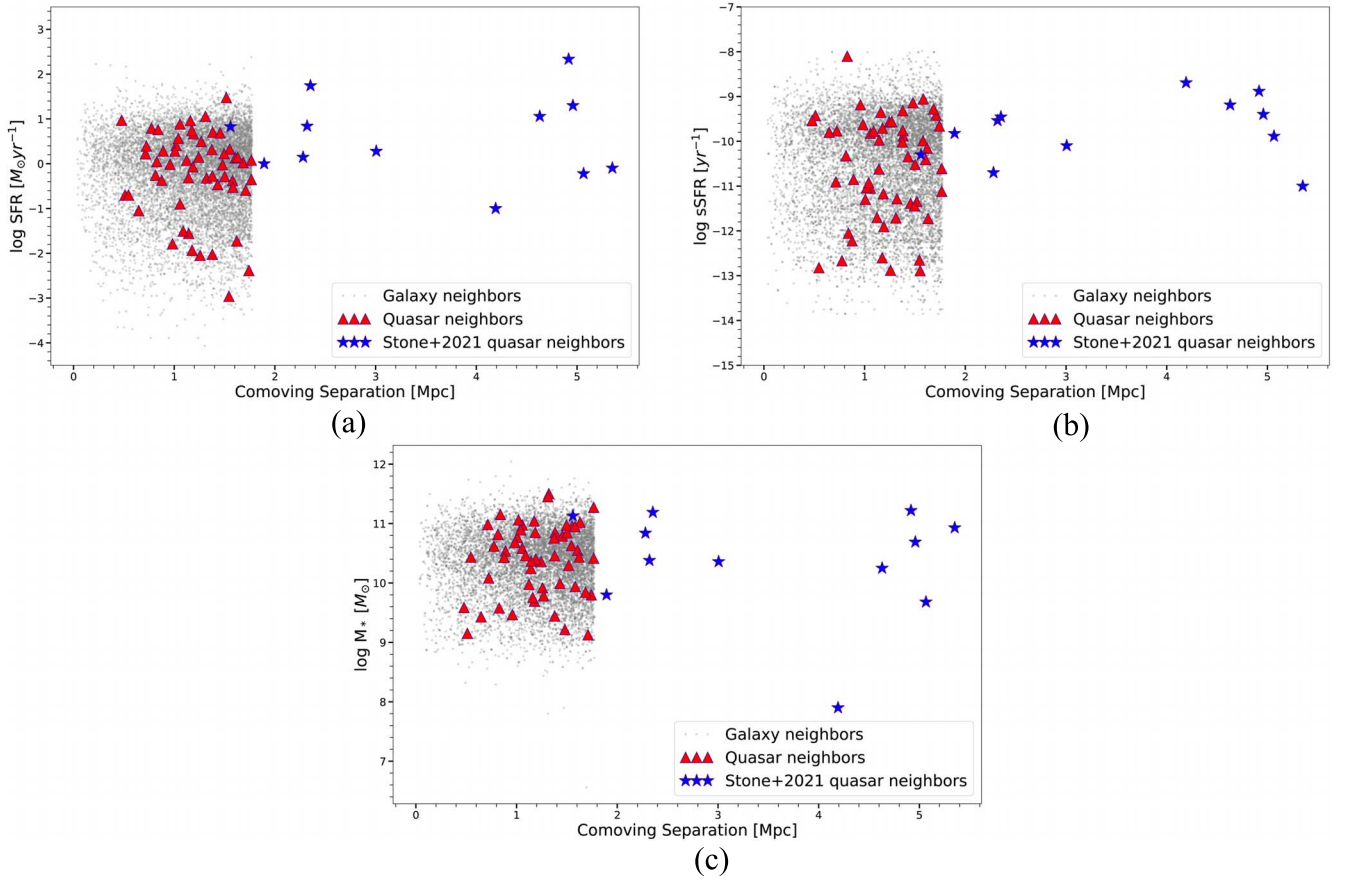 3
2
1
0
−1
−2
−3
−4
log SFR [M⊙yr⁻¹]
0 1 2 3 4 5
Comoving Separation [Mpc]
Galaxy neighbors
Quasar neighbors
Stone+2021 quasar neighbors
(a)
−7
−8
−9
−10
−11
−12
−13
−14
−15
log sSFR [yr⁻¹]
0 1 2 3 4 5
Comoving Separation [Mpc]
Galaxy neighbors
Quasar neighbors
Stone+2021 quasar neighbors
(b)
12
11
10
9
8
7
log M* [M⊙]
0 1 2 3 4 5
Comoving Separation [Mpc]
Galaxy neighbors
Quasar neighbors
Stone+2021 quasar neighbors
(c)